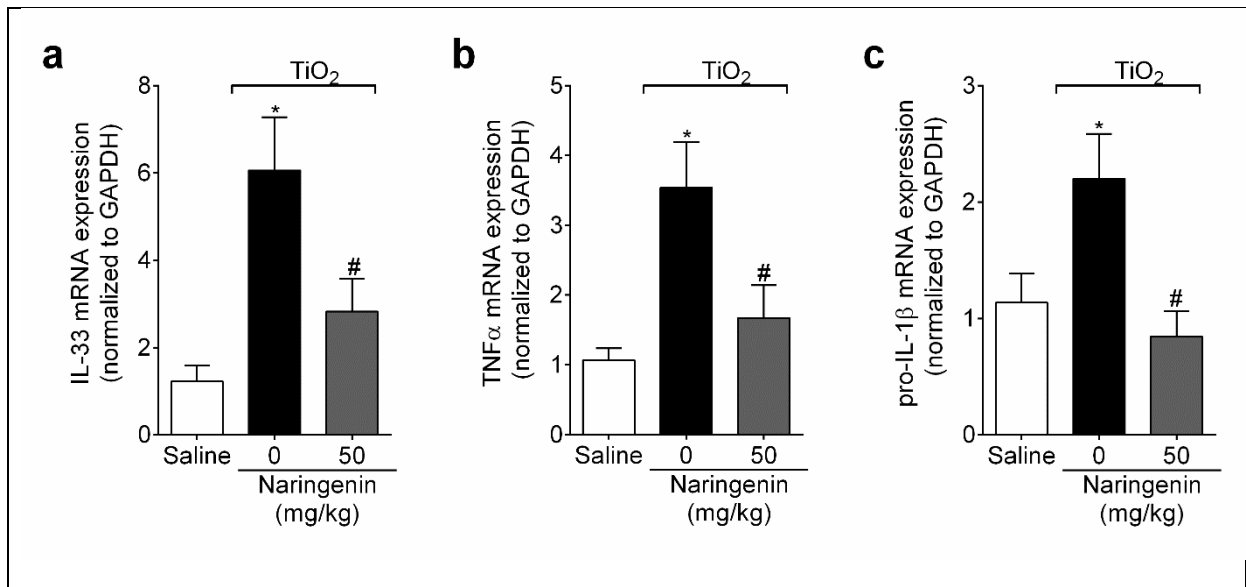 a
TiO₂
IL-33 mRNA expression
(normalized to GAPDH)
8
6
4
2
0
*
#
Saline
0
50
Naringenin
(mg/kg)
b
TiO₂
TNFα mRNA expression
(normalized to GAPDH)
5
4
3
2
1
0
*
#
Saline
0
50
Naringenin
(mg/kg)
c
TiO₂
pro-IL-1β mRNA expression
(normalized to GAPDH)
3
2
1
0
*
#
Saline
0
50
Naringenin
(mg/kg)